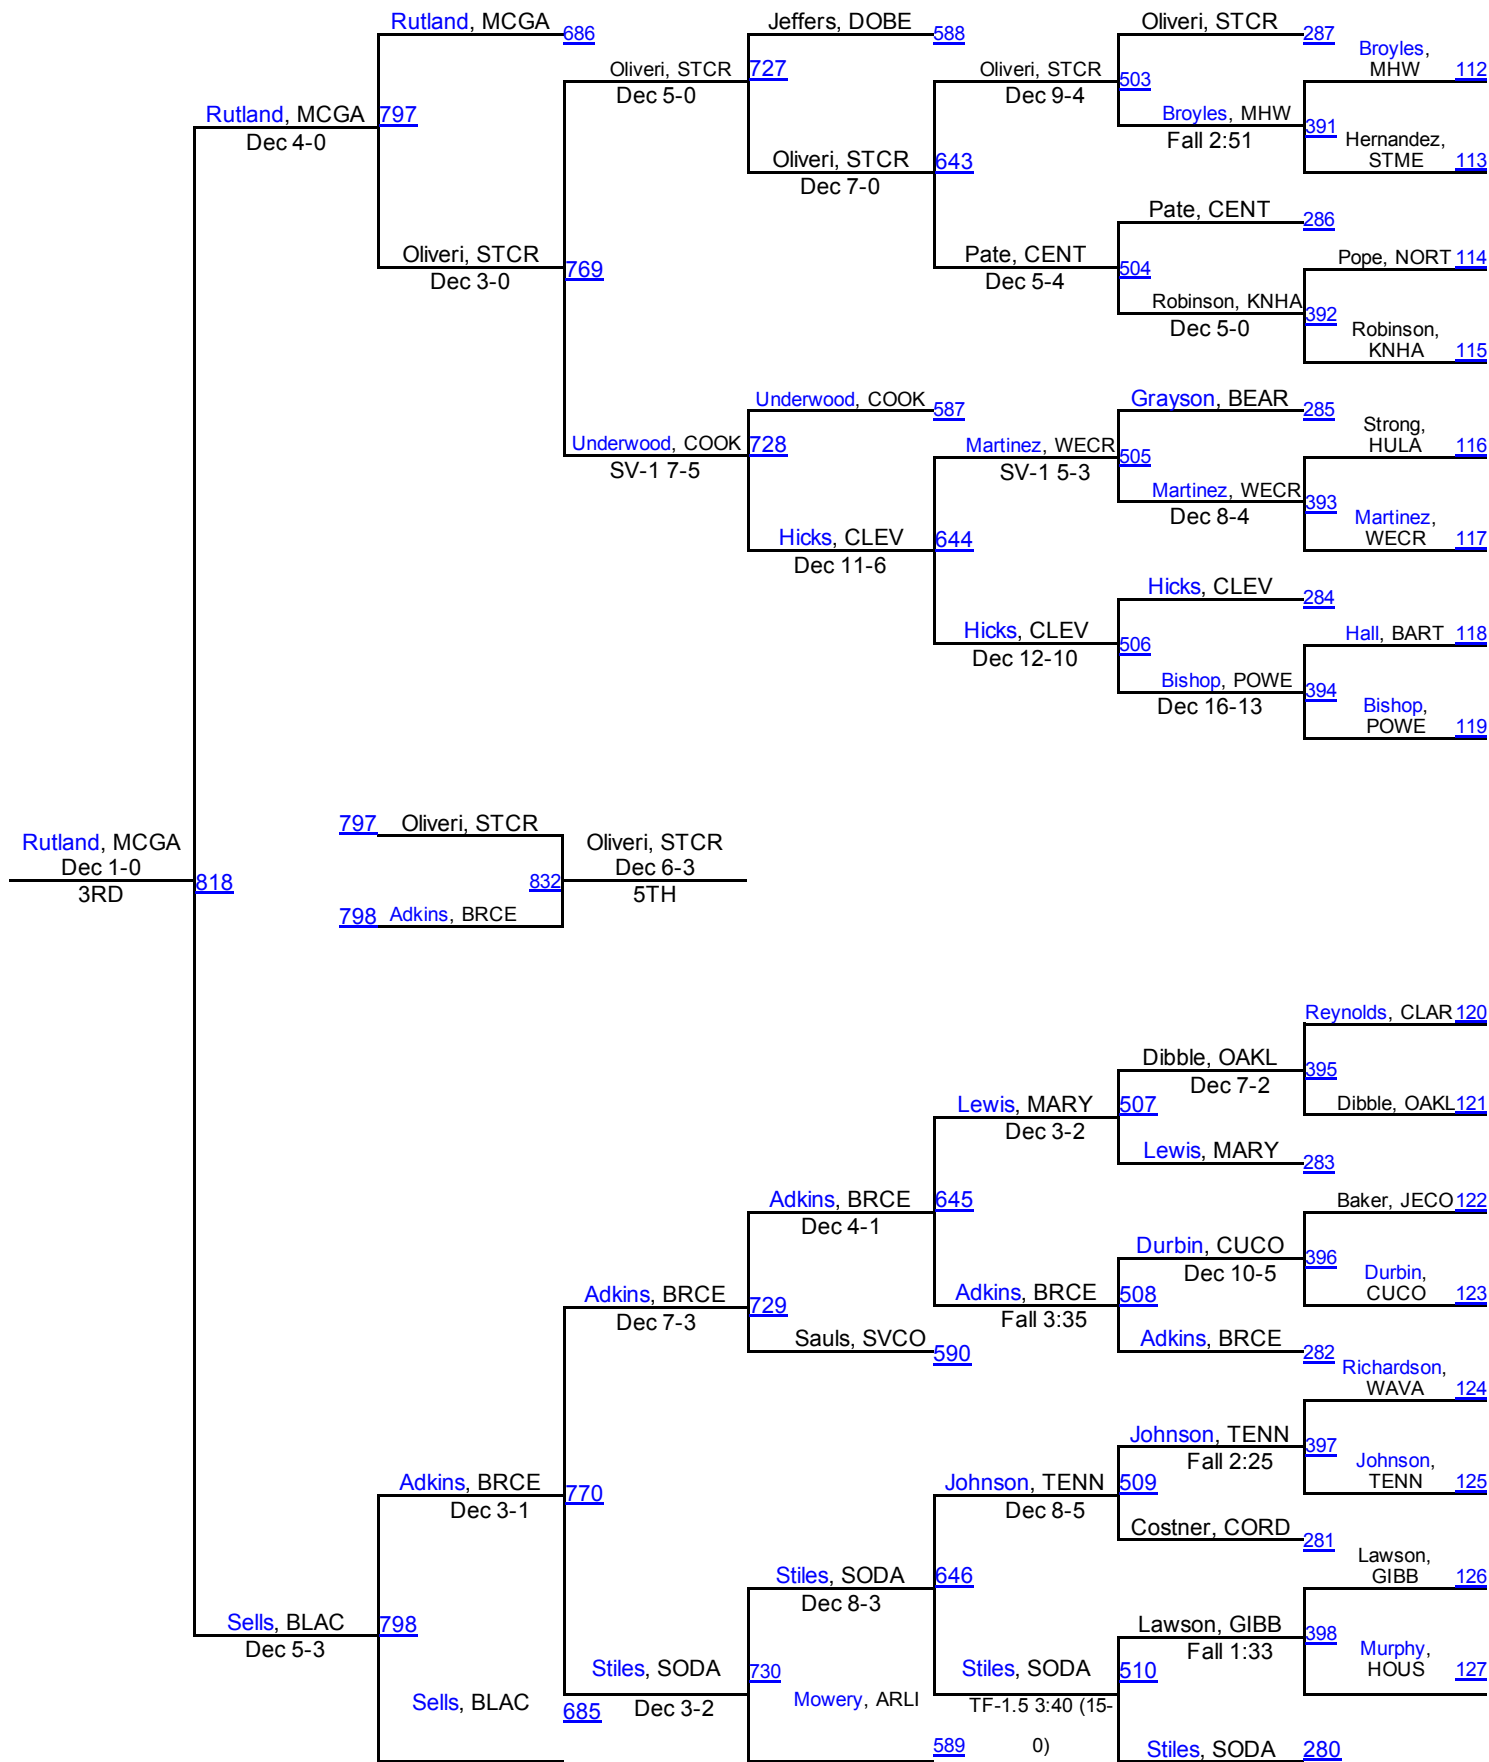 Rutland, MCGA 686
Jeffers, DOBE 588
Oliveri, STCR 287
Broyles,
MHW 112
Oliveri, STCR 727
Dec 5-0
Oliveri, STCR 503
Dec 9-4
Rutland, MCGA 797
Dec 4-0
Broyles, MHW 391
Fall 2:51
Hernandez,
STME 113
Oliveri, STCR 643
Dec 7-0
Pate, CENT 286
Oliveri, STCR 769
Dec 3-0
Pate, CENT 504
Dec 5-4
Pope, NORT 114
Robinson, KNHA 392
Dec 5-0
Robinson,
KNHA 115
Underwood, COOK 587
Grayson, BEAR 285
Strong,
HULA 116
Underwood, COOK 728
SV-1 7-5
Martinez, WECR 505
SV-1 5-3
Martinez, WECR 393
Dec 8-4
Martinez,
WECR 117
Hicks, CLEV 644
Dec 11-6
Hicks, CLEV 284
Hicks, CLEV 506
Dec 12-10
Hall, BART 118
Bishop, POWE 394
Dec 16-13
Bishop,
POWE 119
797 Oliveri, STCR
Rutland, MCGA
Dec 1-0
3RD
818
832
Oliveri, STCR
Dec 6-3
5TH
798 Adkins, BRCE
Reynolds, CLAR 120
Dibble, OAKL 395
Dec 7-2
Lewis, MARY 507
Dec 3-2
Dibble, OAKL 121
Lewis, MARY 283
Adkins, BRCE 645
Dec 4-1
Baker, JECO 122
Durbin, CUCO 396
Dec 10-5
Durbin,
CUCO 123
Adkins, BRCE 729
Dec 7-3
Adkins, BRCE 508
Fall 3:35
Sauls, SVCO 590
Adkins, BRCE 282
Richardson,
WAVA 124
Johnson, TENN 397
Fall 2:25
Johnson,
TENN 125
Adkins, BRCE 770
Dec 3-1
Johnson, TENN 509
Dec 8-5
Costner, CORD 281
Lawson,
GIBB 126
Stiles, SODA 646
Dec 8-3
Sells, BLAC 798
Dec 5-3
Lawson, GIBB 398
Fall 1:33
Murphy,
HOUS 127
Stiles, SODA 730
Dec 3-2
Stiles, SODA 510
TF-1.5 3:40 (15-
0)
Sells, BLAC 685
Mowery, ARLI 589
Stiles, SODA 280